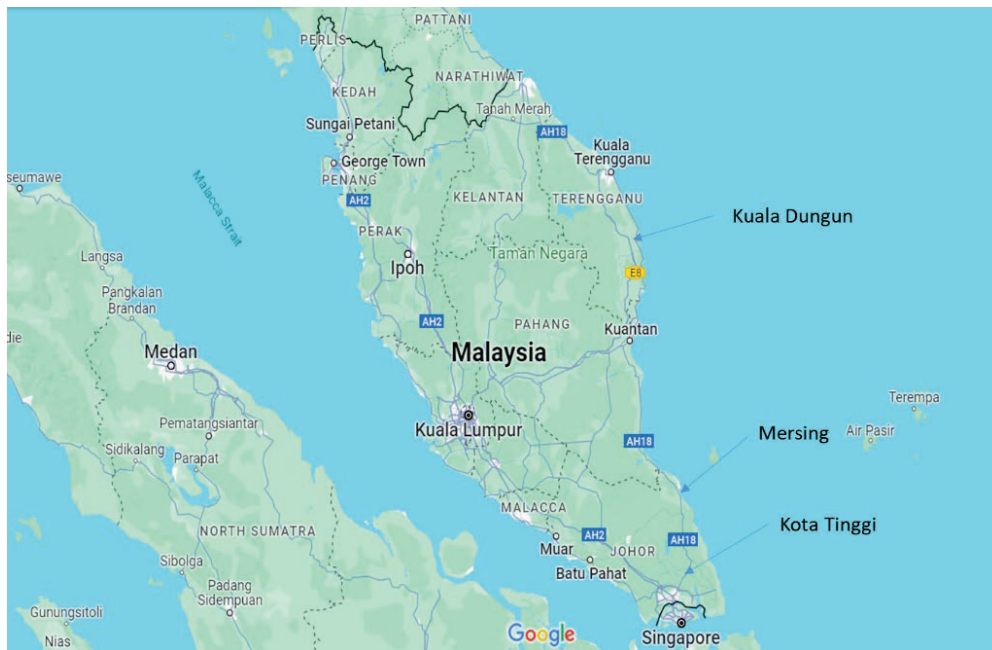 PATTANI
PERLIS
NARATHIWAT
KEDAH
Tanah Merah
Sungai Petani
AH18
Kuala
Terengganu
George Town
PENANG
seumawe
Malacca Strait
AH2
KELANTAN
TERENGGANU
Kuala Dungun
PERAK
Taman Negara
Langsa
Ipoh
E8
Pangkalan
Brandan
AH2
PAHANG
Kuantan
die
Medan
Malaysia
Terempa
Pematangsiantar
Kuala Lumpur
Air Pasir
Mersing
Sidikalang
AH18
Parapat
MALACCA
Kota Tinggi
NORTH SUMATRA
AH2
AH18
Muar
JOHOR
Sibolga
Batu Pahat
Padang
Sidempuan
Gunungsitoli
Google
Singapore
Nias